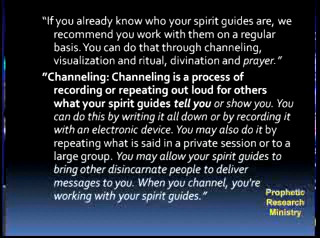 “If you already know who your spirit guides are, we
recommend you work with them on a regular
basis. You can do that through channeling,
visualization and ritual, divination and prayer.”
”Channeling: Channeling is a process of
recording or repeating out loud for others
what your spirit guides tell you or show you. You
can do this by writing it all down or by recording it
with an electronic device. You may also do it by
repeating what is said in a private session or to a
large group. You may allow your spirit guides to
bring other disincarnate people to deliver
messages to you. When you channel, you're
working with your spirit guides.”
Prophetic
Research
Ministry